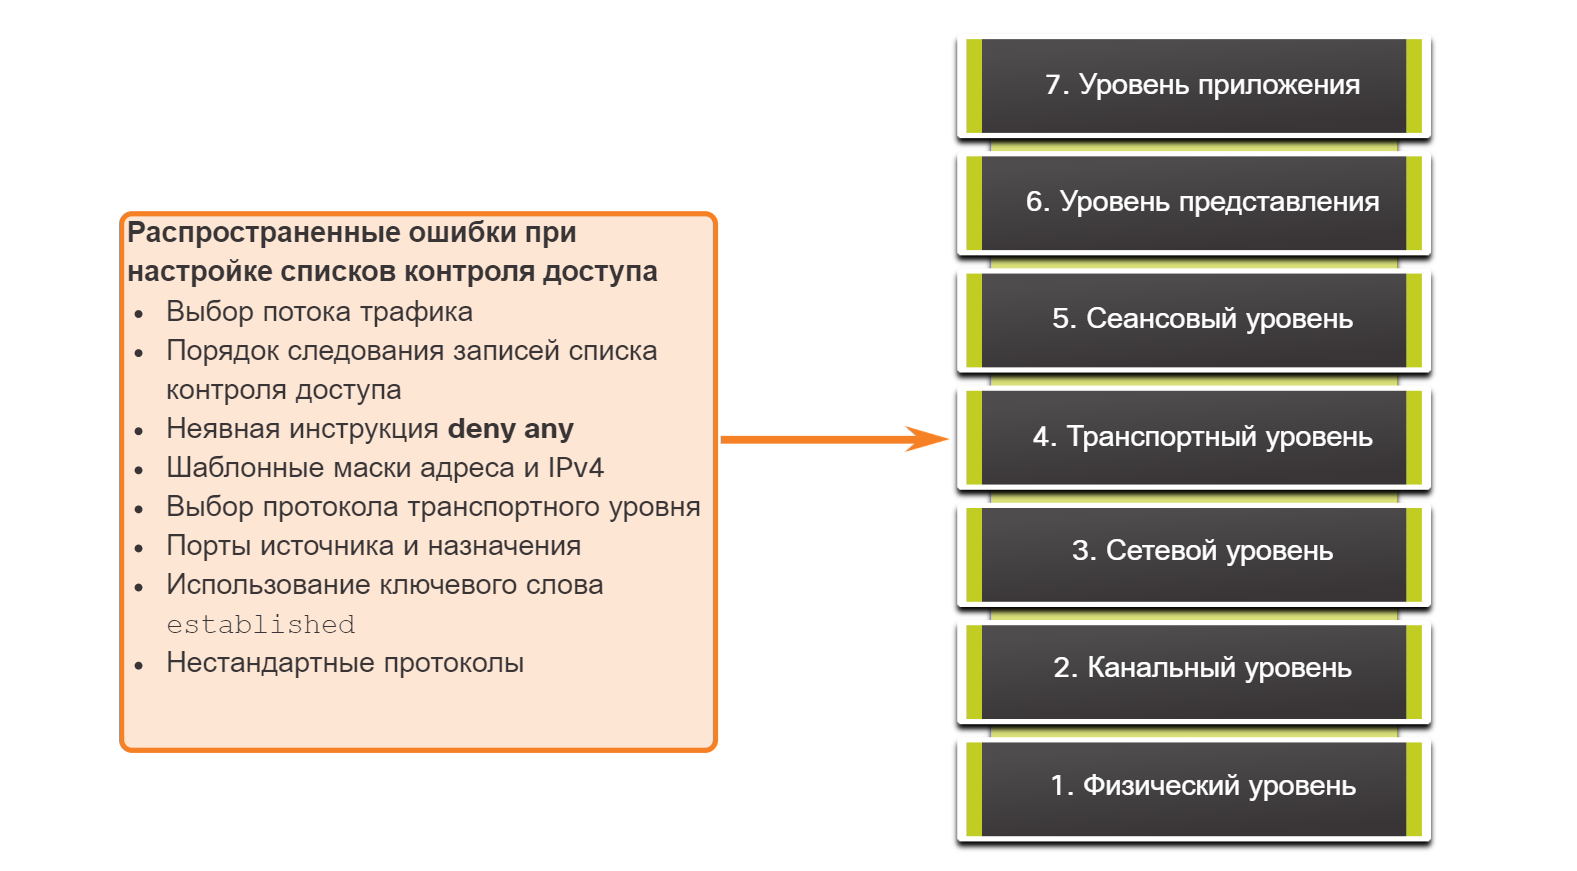 Распространенные ошибки при
настройке списков контроля доступа
• Выбор потока трафика
• Порядок следования записей списка
контроля доступа
• Неявная инструкция deny any
• Шаблонные маски адреса и IPv4
• Выбор протокола транспортного уровня
• Порты источника и назначения
• Использование ключевого слова
established
• Нестандартные протоколы
7. Уровень приложения
6. Уровень представления
5. Сеансовый уровень
4. Транспортный уровень
3. Сетевой уровень
2. Канальный уровень
1. Физический уровень